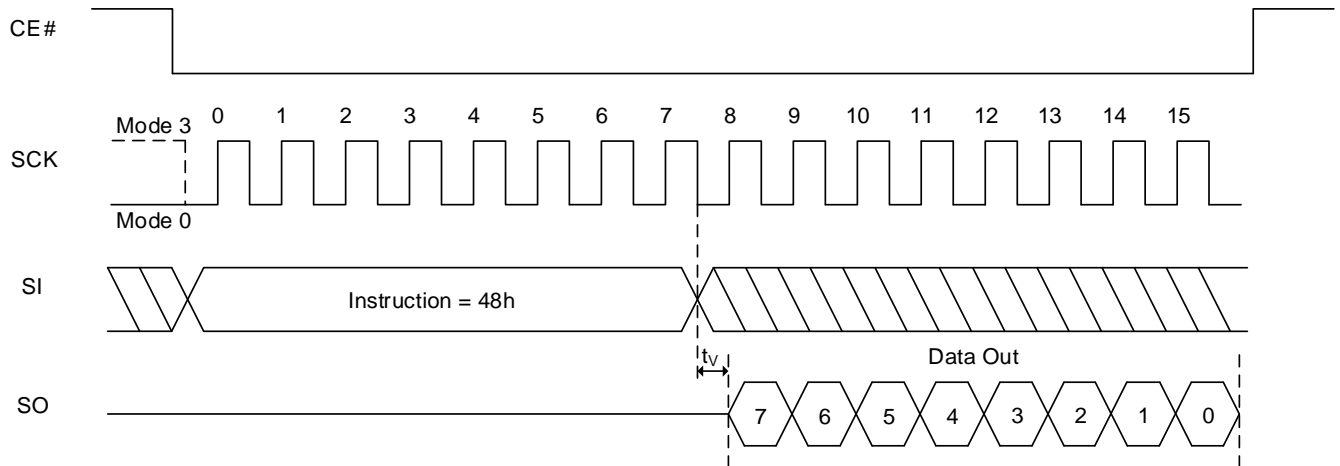 CE#
Mode 3
0 1 2 3 4 5 6 7 8 9 10 11 12 13 14 15
SCK
Mode 0
SI
Instruction = 48h
tV
Data Out
SO
7 6 5 4 3 2 1 0